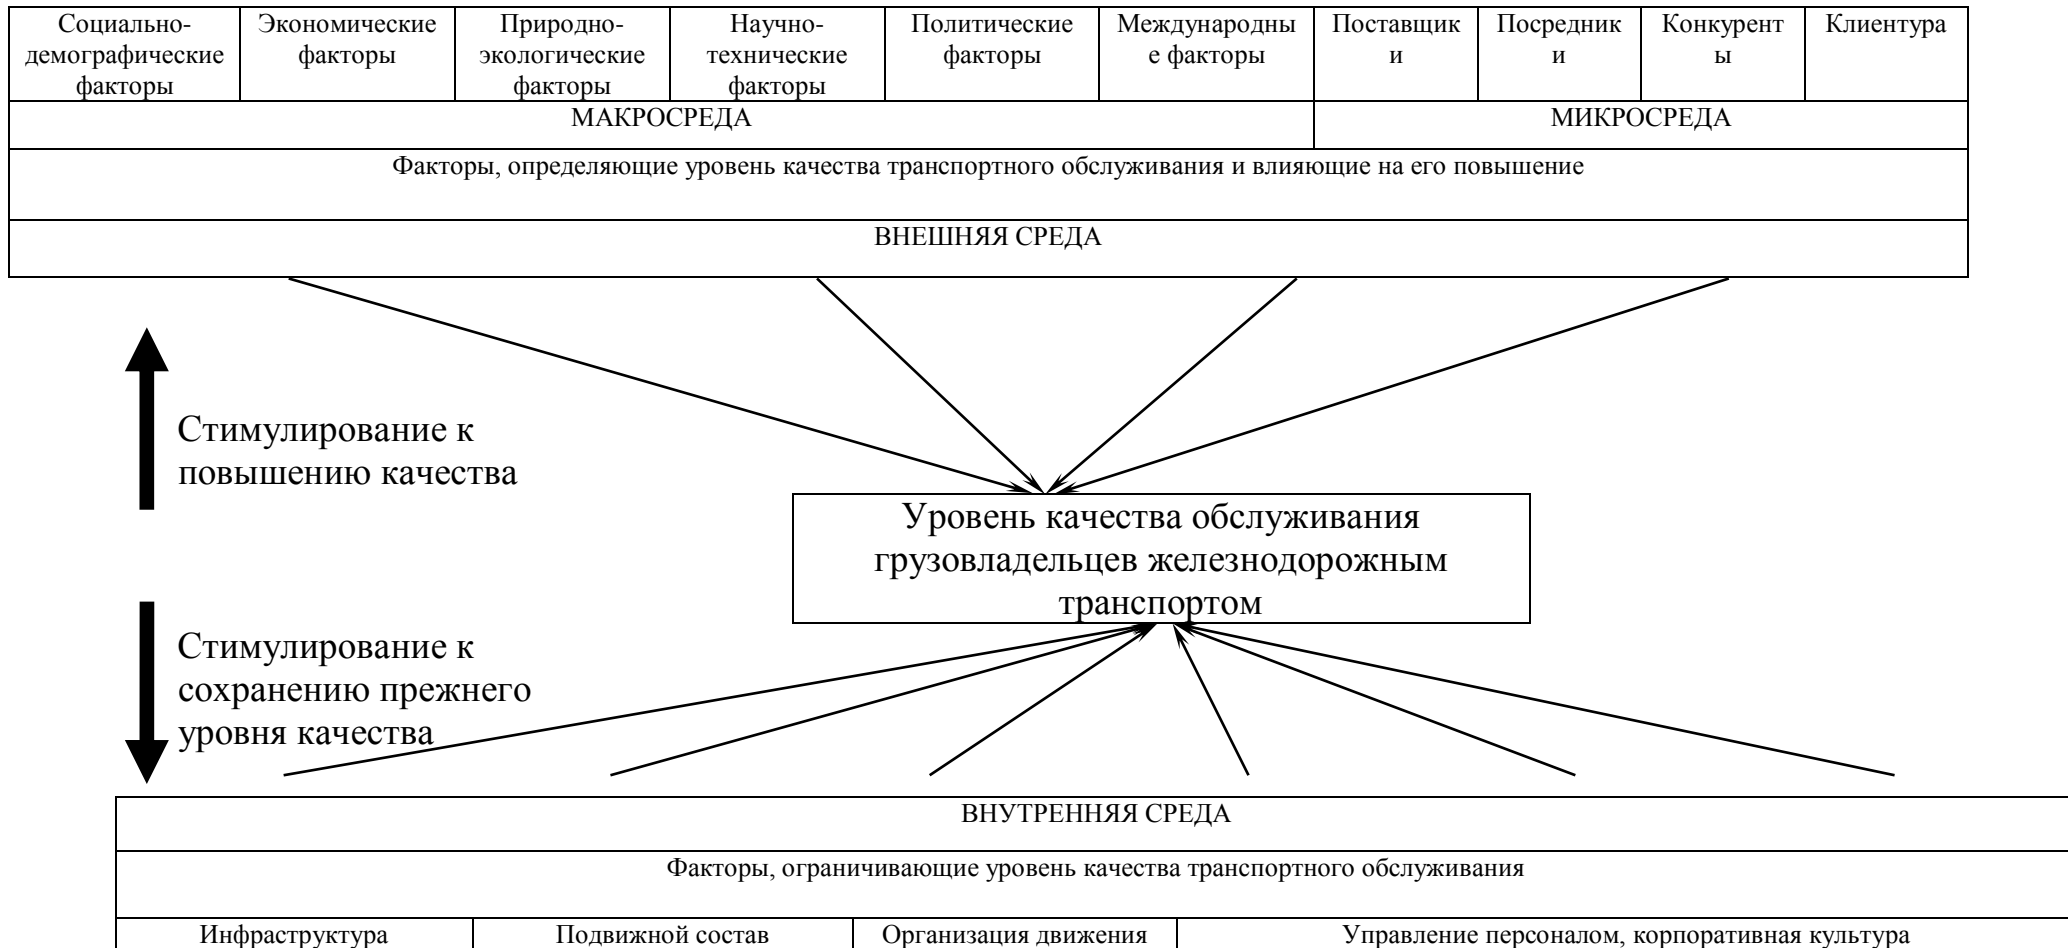 Социально-
демографические
факторы
Экономические
факторы
Природно-
экологические
факторы
Научно-
технические
факторы
Политические
факторы
Международны
е факторы
Поставщик
и
Посредник
и
Конкурент
ы
Клиентура
МАКРОСРЕДА
МИКРОСРЕДА
Факторы, определяющие уровень качества транспортного обслуживания и влияющие на его повышение
ВНЕШНЯЯ СРЕДА
Стимулирование к
повышению качества
Уровень качества обслуживания
грузовладельцев железнодорожным
транспортом
Стимулирование к
сохранению прежнего
уровня качества
ВНУТРЕННЯЯ СРЕДА
Факторы, ограничивающие уровень качества транспортного обслуживания
Инфраструктура
Подвижной состав
Организация движения
Управление персоналом, корпоративная культура